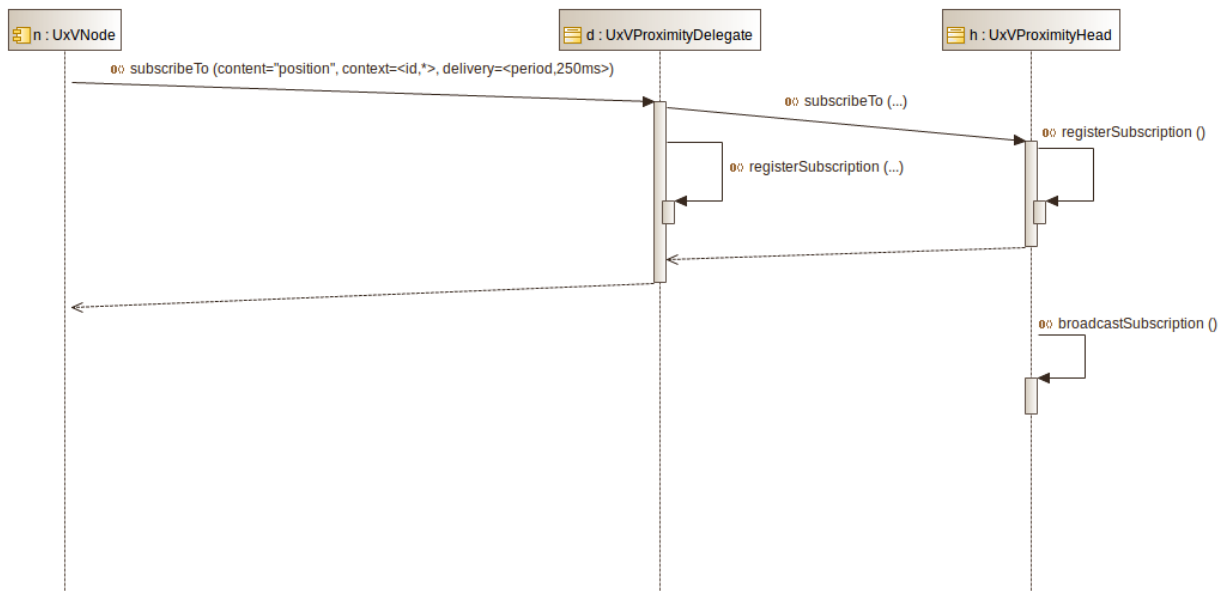 n : UxVNode
d : UxVProximityDelegate
h : UxVProximityHead
subscribeTo (content="position", context=<id,*>, delivery=<period,250ms>)
subscribeTo (...)
registerSubscription ()
registerSubscription (...)
broadcastSubscription ()